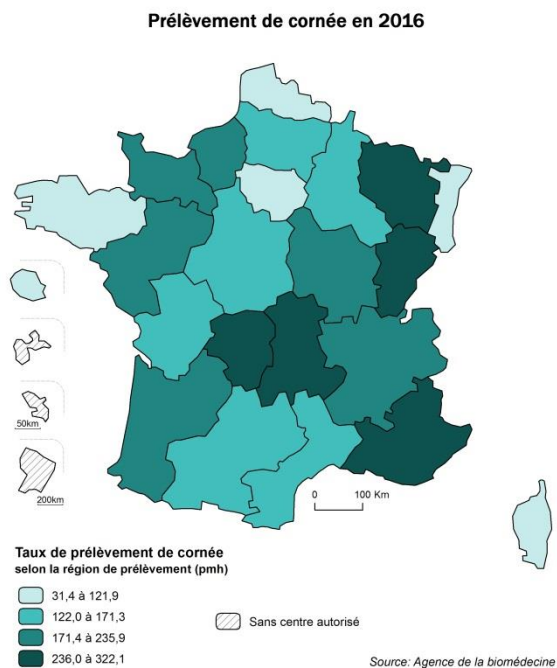 Prélèvement de cornée en 2016
50km
200km
0 100 Km
Taux de prélèvement de cornée
selon la région de prélèvement (pmh)
31,4 à 121,9
122,0 à 171,3
171,4 à 235,9
236,0 à 322,1
Sans centre autorisé
Source: Agence de la biomédecine